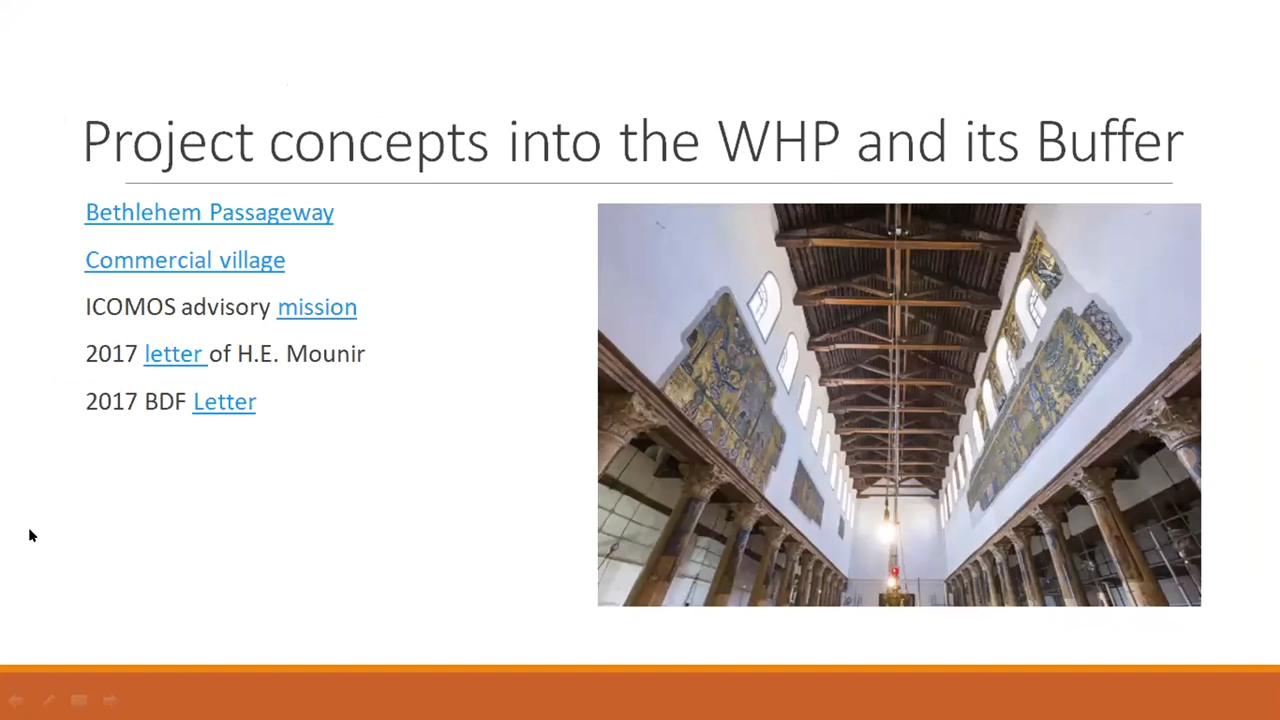 Project concepts into the WHP and its Buffer
Bethlehem Passageway
Commercial village
ICOMOS advisory mission
2017 letter of H.E. Mounir
2017 BDF Letter